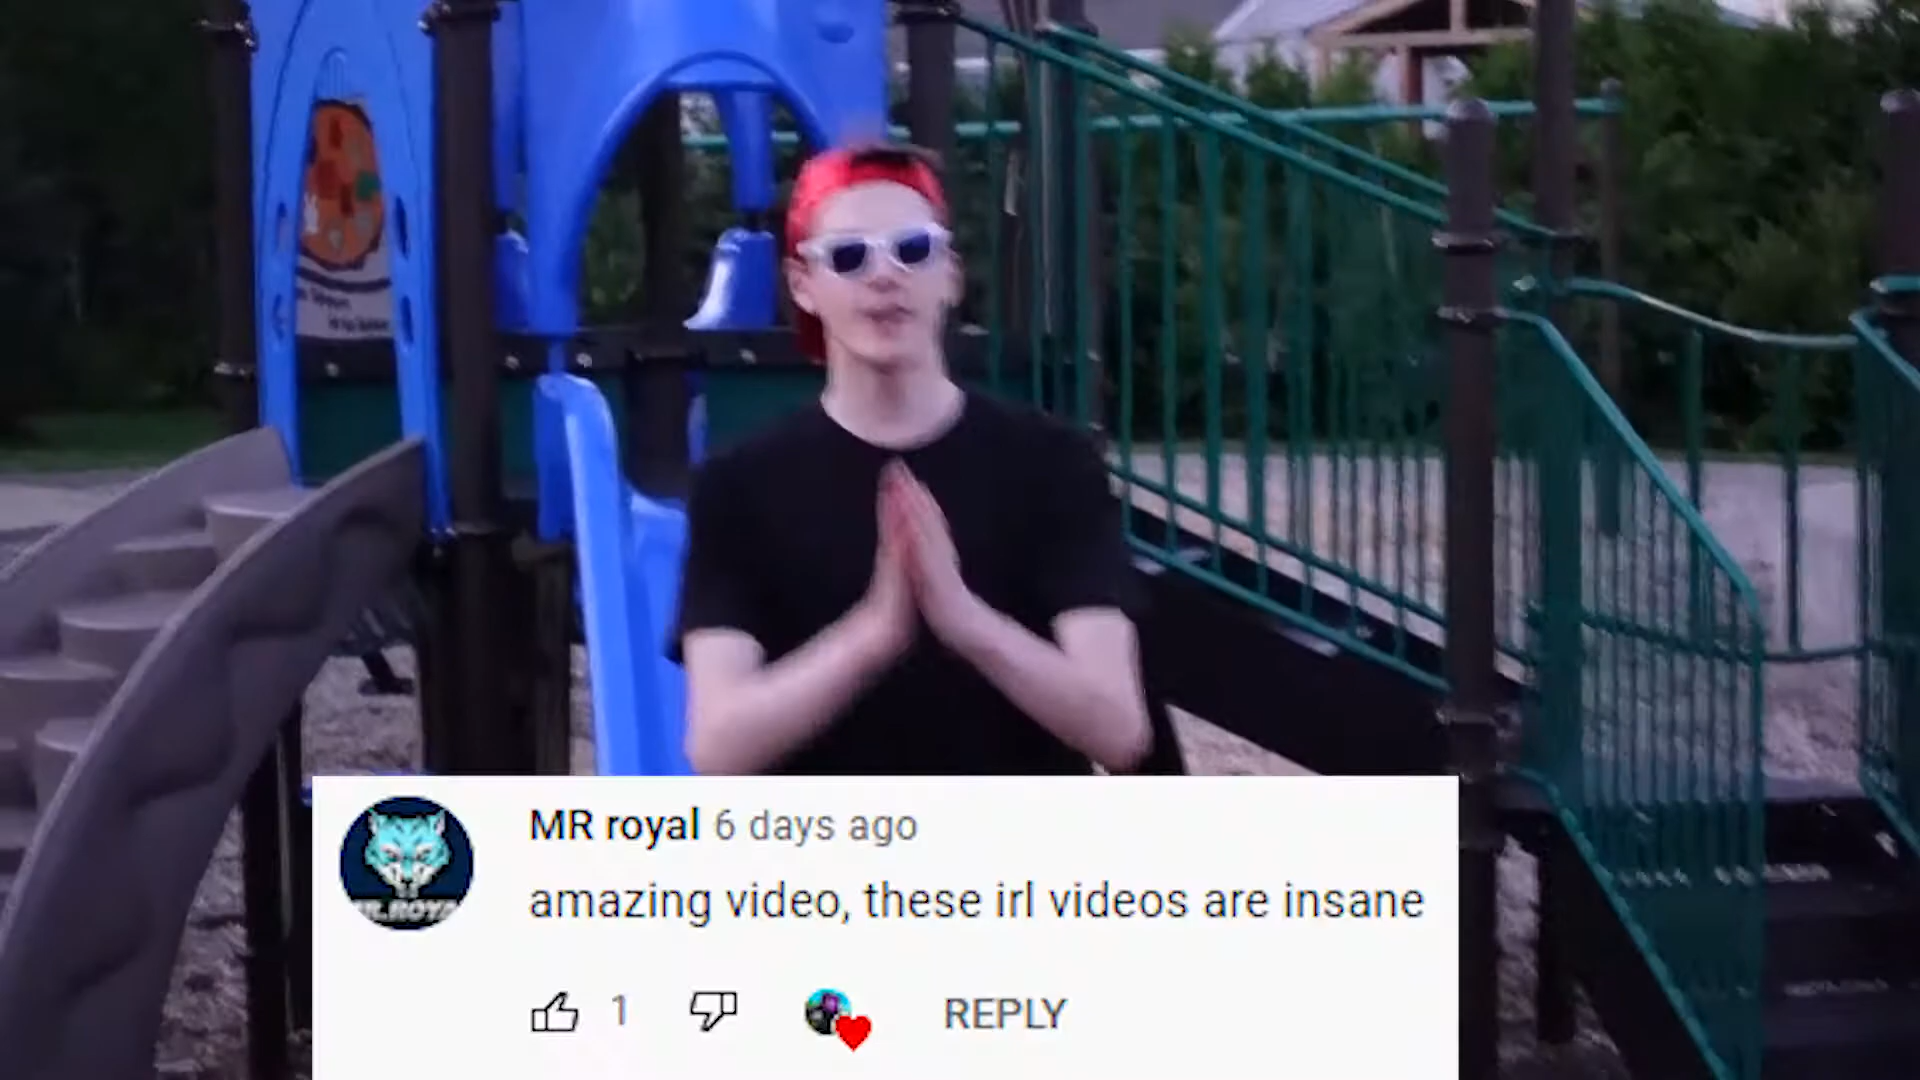 MR royal 6 days ago
amazing video, these irl videos are insane
1
REPLY